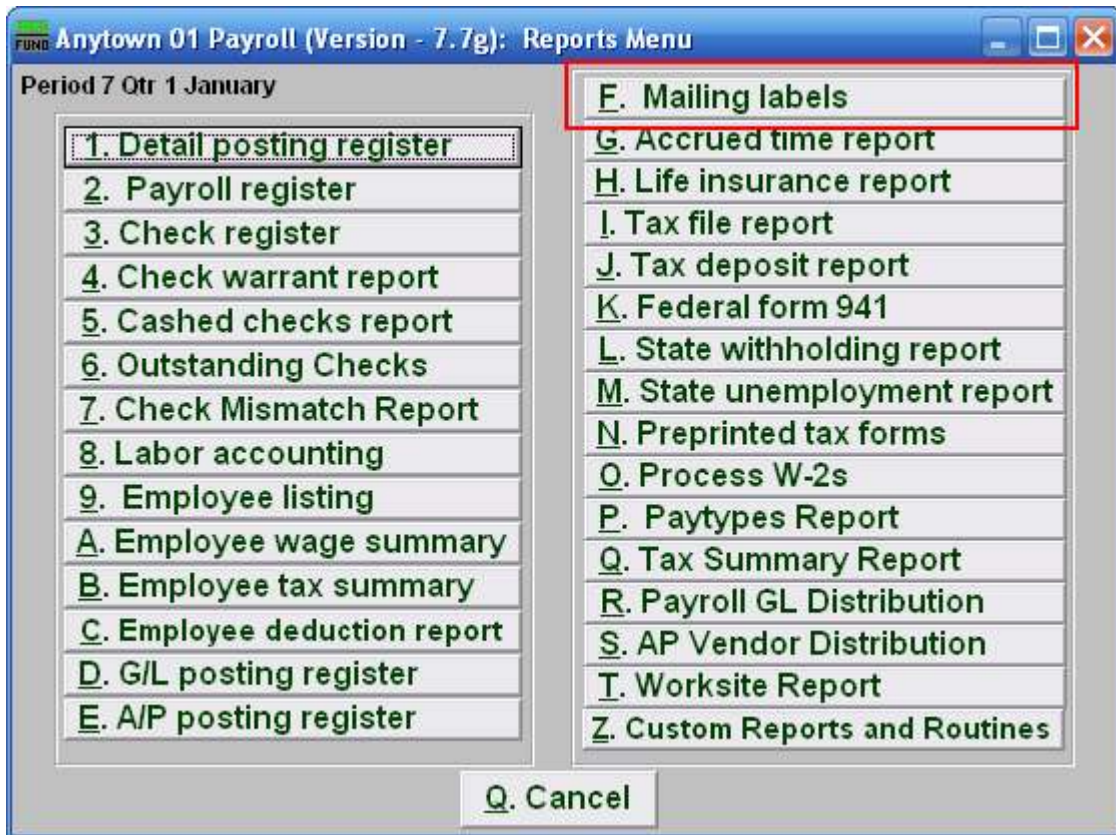 FUND Anytown 01 Payroll (Version - 7.7g): Reports Menu
Period 7 Qtr 1 January
1. Detail posting register
2. Payroll register
3. Check register
4. Check warrant report
5. Cashed checks report
6. Outstanding Checks
7. Check Mismatch Report
8. Labor accounting
9. Employee listing
A. Employee wage summary
B. Employee tax summary
C. Employee deduction report
D. G/L posting register
E. A/P posting register
F. Mailing labels
G. Accrued time report
H. Life insurance report
I. Tax file report
J. Tax deposit report
K. Federal form 941
L. State withholding report
M. State unemployment report
N. Preprinted tax forms
O. Process W-2s
P. Paytypes Report
Q. Tax Summary Report
R. Payroll GL Distribution
S. AP Vendor Distribution
T. Worksite Report
Z. Custom Reports and Routines
Q. Cancel